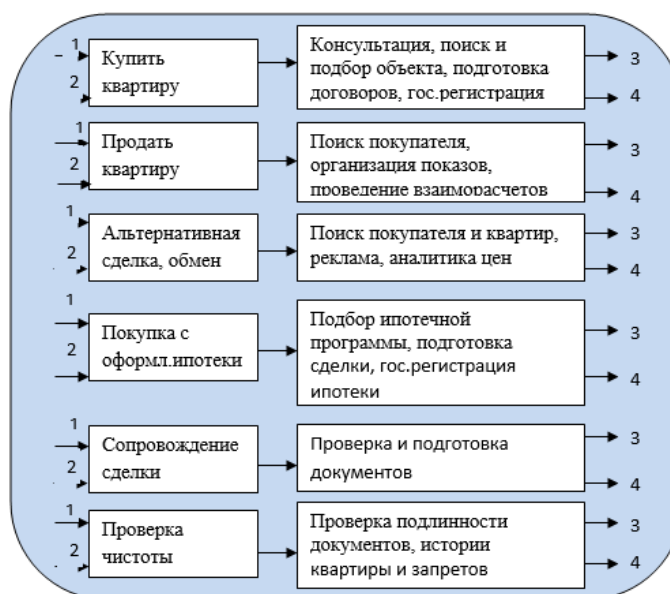 1
2
Купить
квартиру
Консультация, поиск и
подбор объекта, подготовка
договоров, гос.регистрация
3
4
1
2
Продать
квартиру
Поиск покупателя,
организация показов,
проведение взаиморасчетов
3
4
1
2
Альтернативная
сделка, обмен
Поиск покупателя и квартир,
реклама, аналитика цен
3
4
1
2
Покупка с
оформл.ипотеки
Подбор ипотечной
программы, подготовка
сделки, гос.регистрация
ипотеки
3
4
1
2
Сопровождение
сделки
Проверка и подготовка
документов
3
4
1
2
Проверка
чистоты
Проверка подлинности
документов, истории
квартиры и запретов
3
4